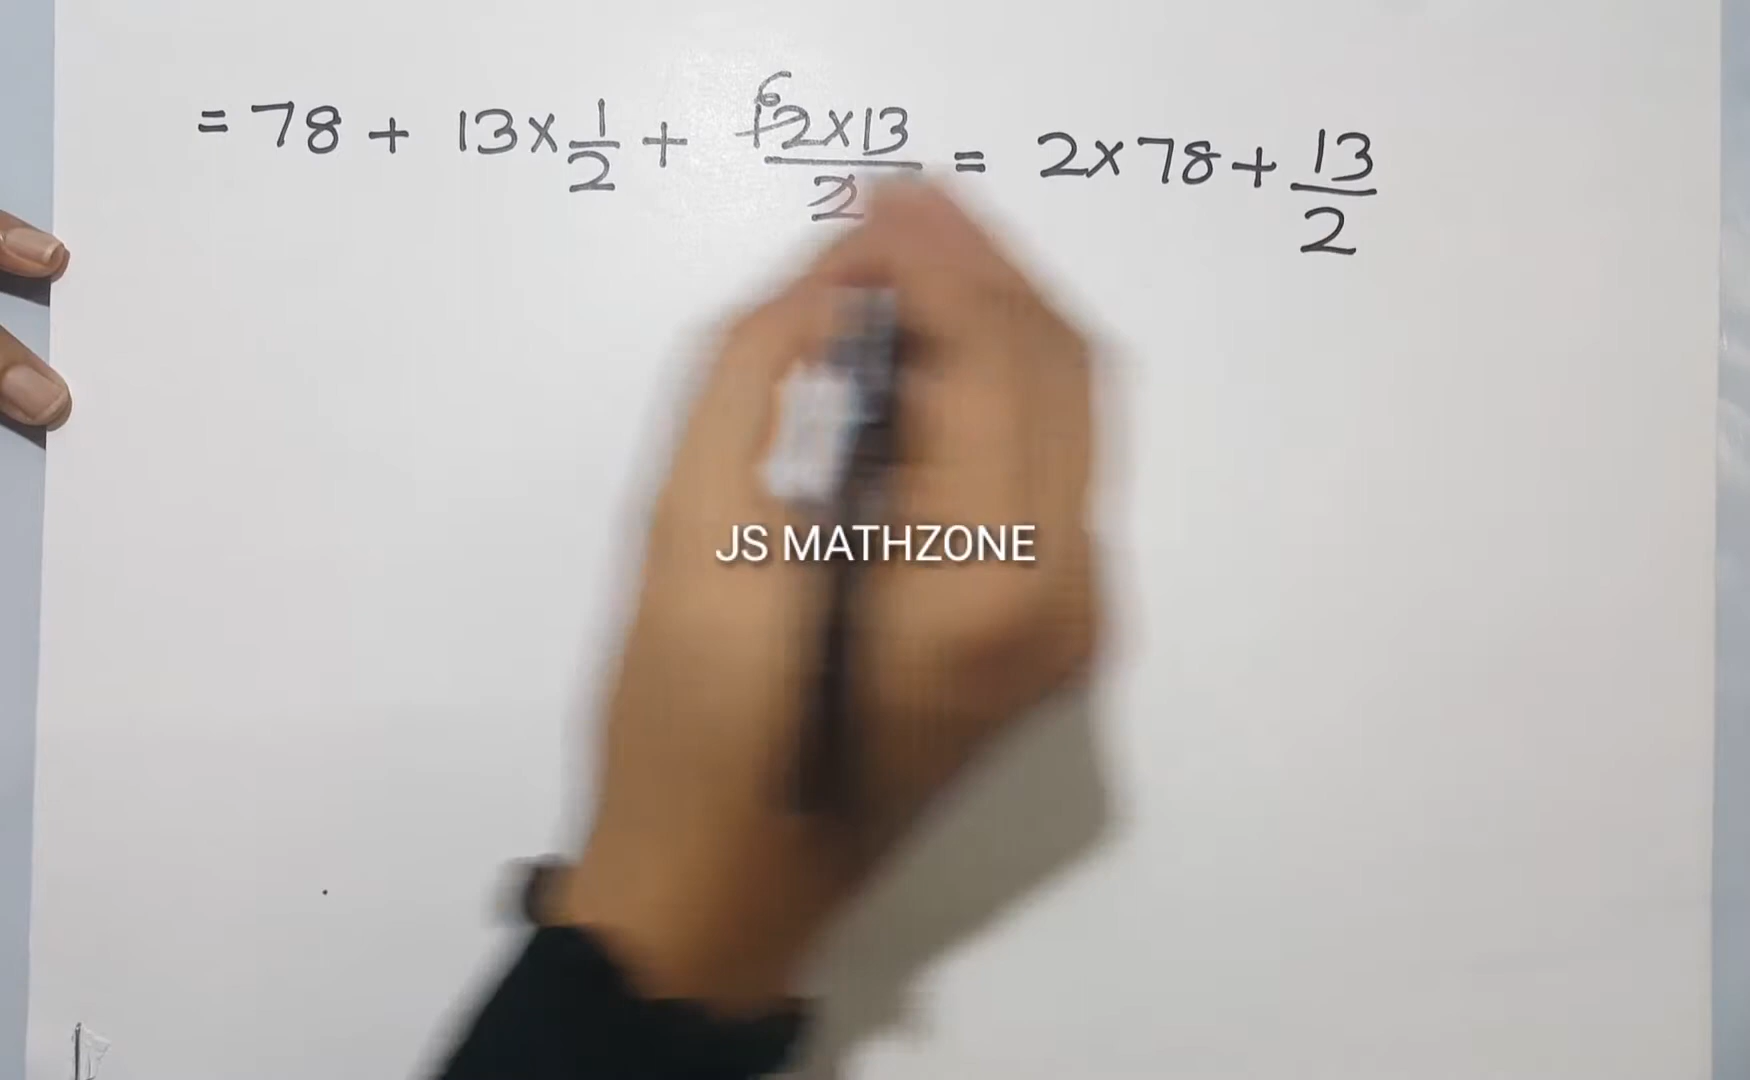 = 78 + 13 × 1/2 + 12 × 13/2 = 2 × 78 + 13/2
6
JS MATHZONE